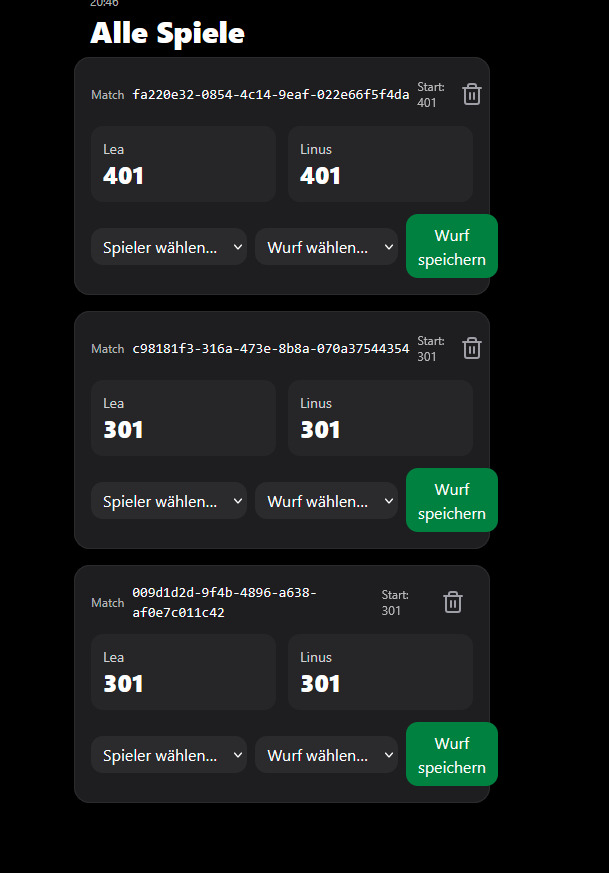 20:46
Alle Spiele
Match fa220e32-0854-4c14-9eaf-022e66f5f4da Start: 401
Lea
401
Linus
401
Spieler wählen...
Wurf wählen...
Wurf
speichern
Match c98181f3-316a-473e-8b8a-070a37544354 Start: 301
Lea
301
Linus
301
Spieler wählen...
Wurf wählen...
Wurf
speichern
Match 009d1d2d-9f4b-4896-a638-
af0e7c011c42
Start:
301
Lea
301
Linus
301
Spieler wählen...
Wurf wählen...
Wurf
speichern